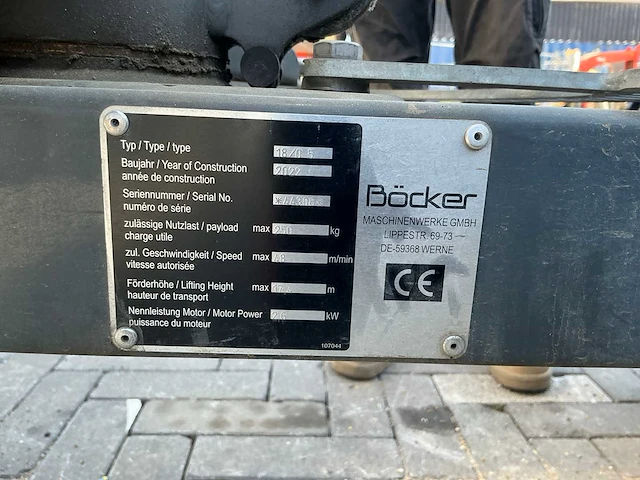 Typ / Type / type
Baujahr / Year of Construction 2022
année de construction
Seriennummer / Serial No.
numéro de série
zulässige Nutzlast / payload max 250 kg
charge utile
zul. Geschwindigkeit / Speed max 48 m/min
vitesse autorisée
Förderhöhe / Lifting Height max m
hauteur de transport
Nennleistung Motor / Motor Power kW
puissance du moteur
107044
Böcker
MASCHINENWERKE GMBH
LIPPESTR. 69-73
DE-59368 WERNE
CE